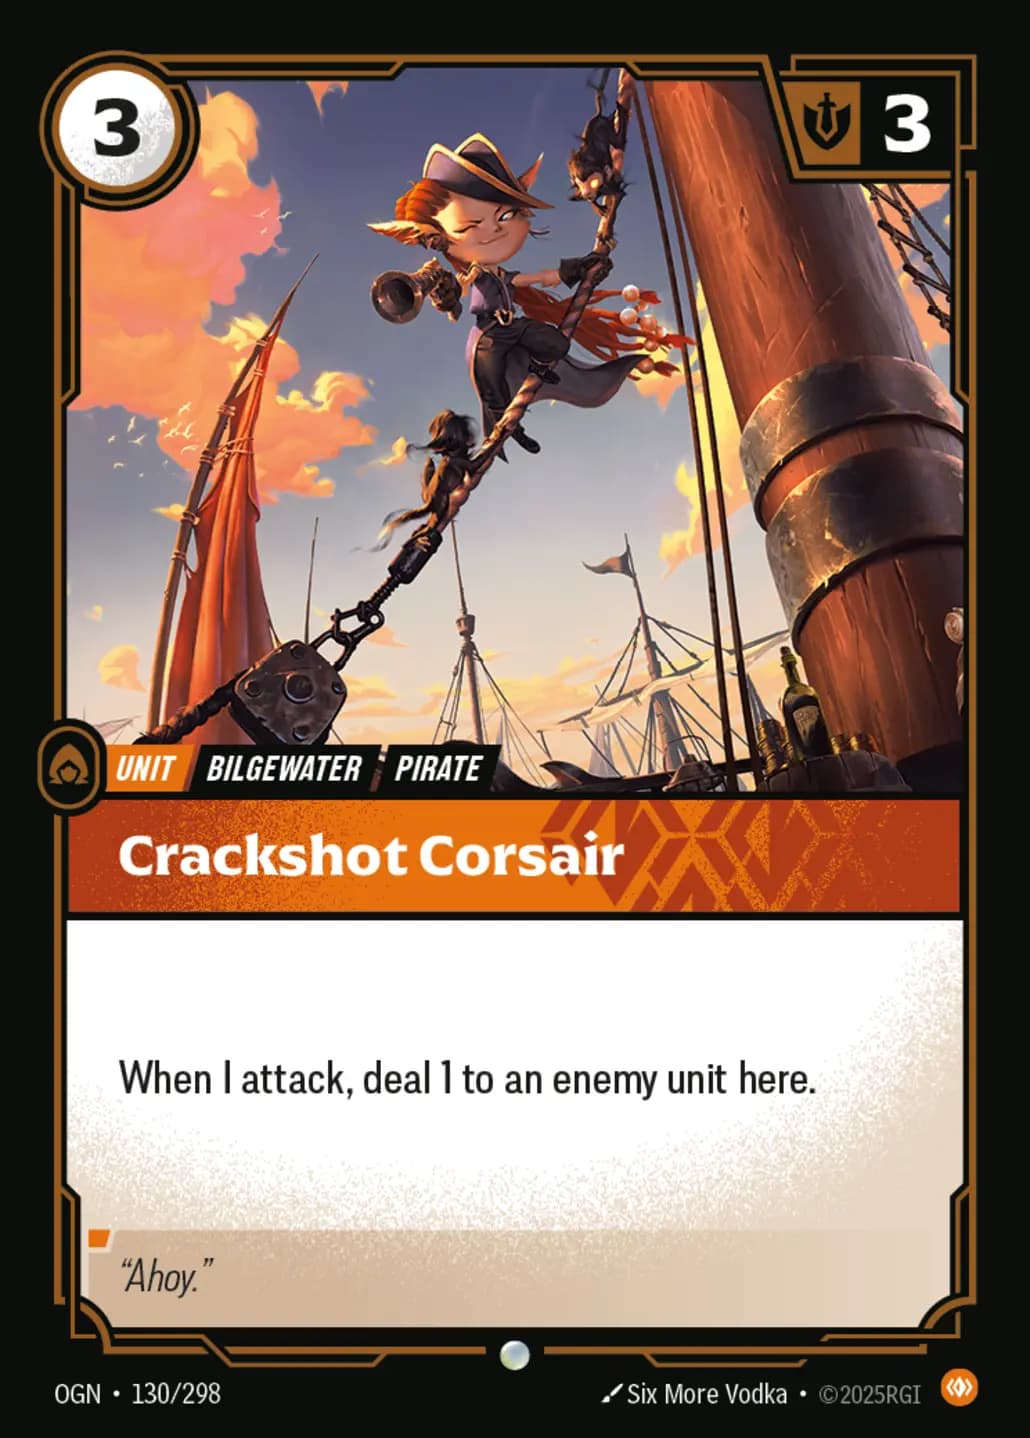 3
3
UNIT BILGEWATER PIRATE
Crackshot Corsair
When I attack, deal 1 to an enemy unit here.
“Ahoy.”
OGN • 130/298
Six More Vodka • ©2025RGI